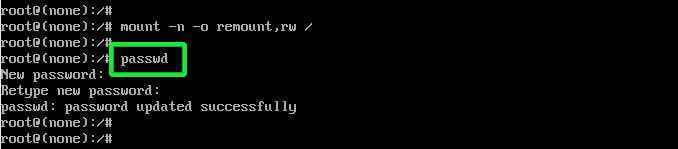 root@(none):/#
root@(none):/# mount -n -o remount,rw /
root@(none):/#
root@(none):/# passwd
New password:
Retype new password:
passwd: password updated successfully
root@(none):/#
root@(none):/#